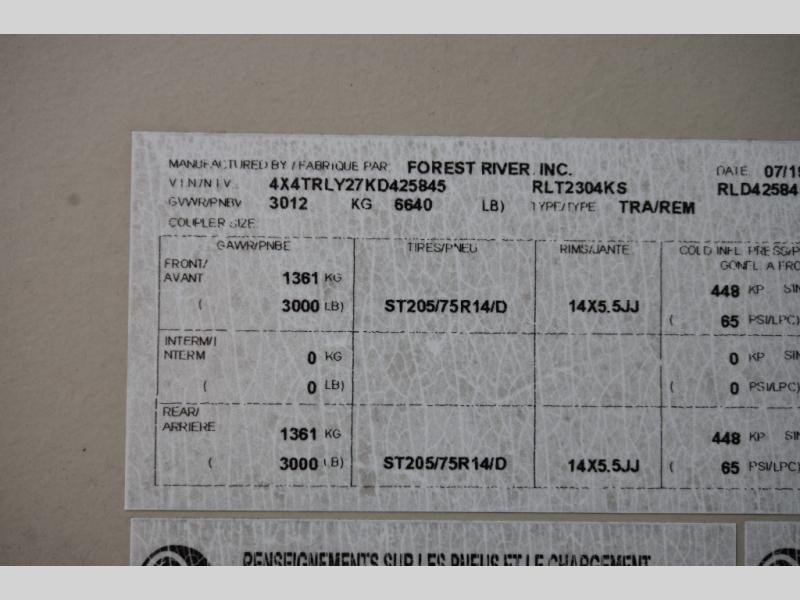 MANUFACTURED BY / FABRIQUE PAR: FOREST RIVER, INC. DATE: 07/19
V I N / N I V 4X4TRLY27KD425845 RLT2304KS RLD42584
GVWR/PNBV 3012 KG 6640 LB) TYPE/TYPE TRA/REM
COUPLER SIZE
GAWR/PNBE TIRES/PNEU RIMS/JANTE COLD INFL. PRESS/P
GONFL. A FRO
FRONT/
AVANT 1361 KG 448 KP SIN
( 3000 LB) ST205/75R14/D 14X5.5JJ ( 65 PSI/LPC)
INTERM/I
NTERM 0 KG 0 KP SIN
( 0 LB) ( 0 PSI/LPC)
REAR/
ARRIERE 1361 KG 448 KP SIN
( 3000 LB) ST205/75R14/D 14X5.5JJ ( 65 PSI/LPC)
RENSEIGNEMENTS SUR LES PNEUS ET LE CHARGEMENT